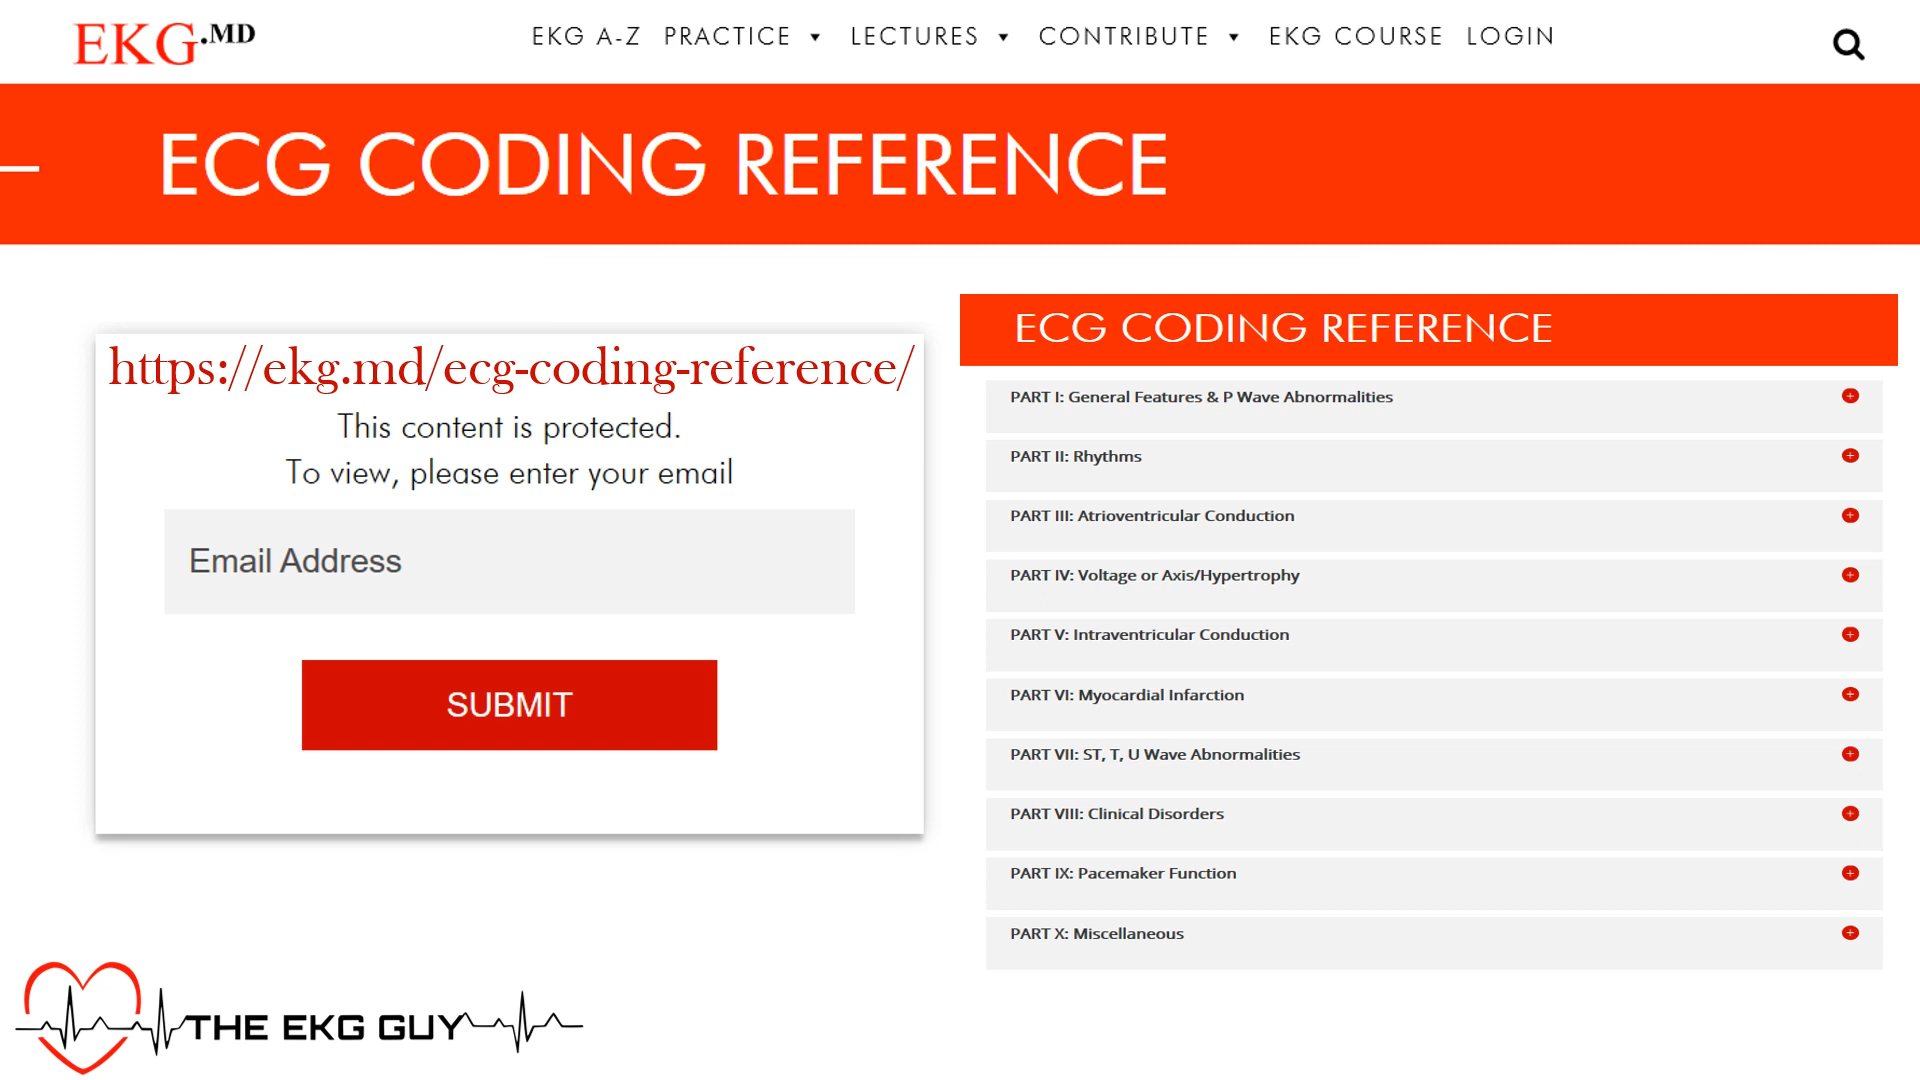 EKG.MD
EKG A-Z PRACTICE LECTURES CONTRIBUTE EKG COURSE LOGIN
ECG CODING REFERENCE
https://ekg.md/ecg-coding-reference/
This content is protected.
To view, please enter your email
Email Address
SUBMIT
ECG CODING REFERENCE
PART I: General Features & P Wave Abnormalities
PART II: Rhythms
PART III: Atrioventricular Conduction
PART IV: Voltage or Axis/Hypertrophy
PART V: Intraventricular Conduction
PART VI: Myocardial Infarction
PART VII: ST, T, U Wave Abnormalities
PART VIII: Clinical Disorders
PART IX: Pacemaker Function
PART X: Miscellaneous
THE EKG GUY